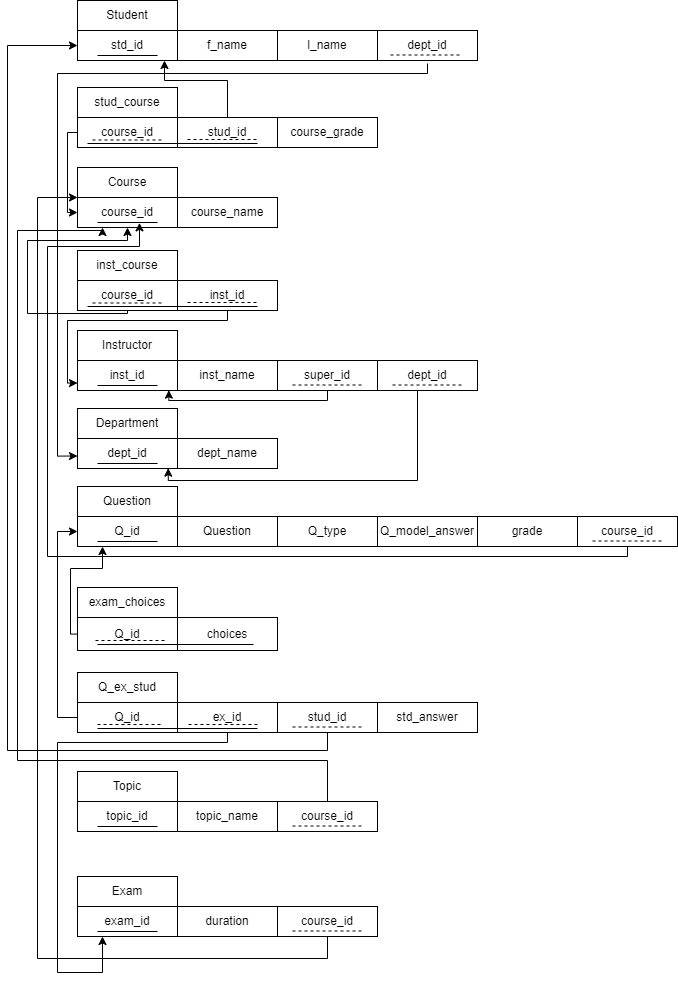 Student
std_id f_name l_name dept_id
stud_course
course_id stud_id course_grade
Course
course_id course_name
inst_course
course_id inst_id
Instructor
inst_id inst_name super_id dept_id
Department
dept_id dept_name
Question
Q_id Question Q_type Q_model_answer grade course_id
exam_choices
Q_id choices
Q_ex_stud
Q_id ex_id stud_id std_answer
Topic
topic_id topic_name course_id
Exam
exam_id duration course_id